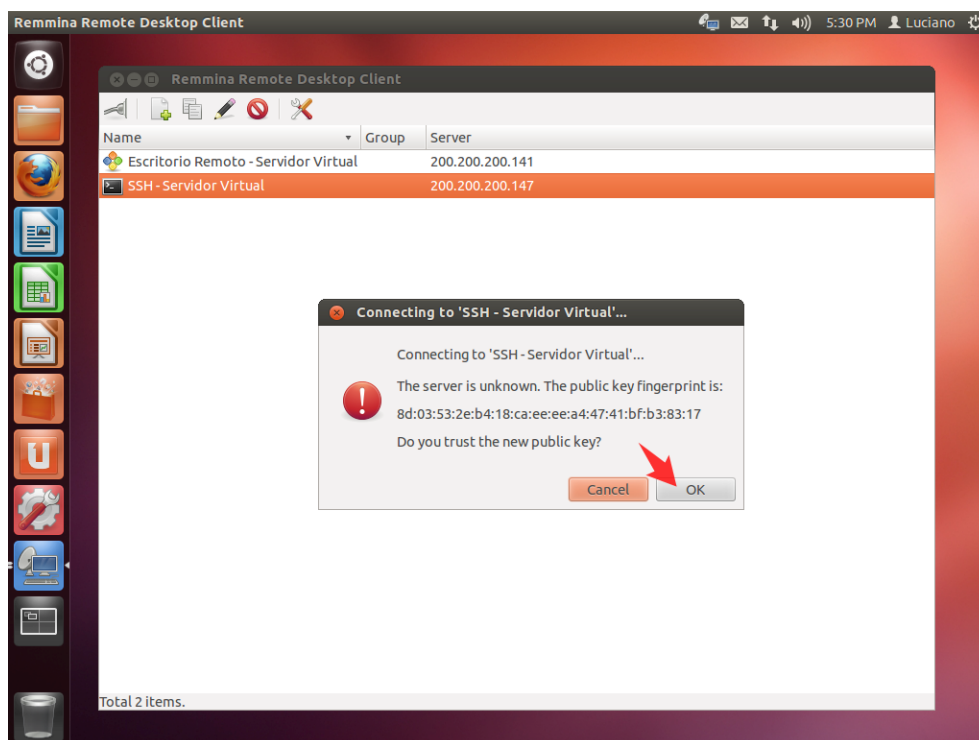 Remmina Remote Desktop Client 5:30 PM Luciano
Remmina Remote Desktop Client
Name Group Server
Escritorio Remoto - Servidor Virtual 200.200.200.141
SSH - Servidor Virtual 200.200.200.147
Connecting to 'SSH - Servidor Virtual'...
Connecting to 'SSH - Servidor Virtual'...
The server is unknown. The public key fingerprint is:
8d:03:53:2e:b4:18:ca:ee:ee:a4:47:41:bf:b3:83:17
Do you trust the new public key?
Cancel OK
Total 2 items.